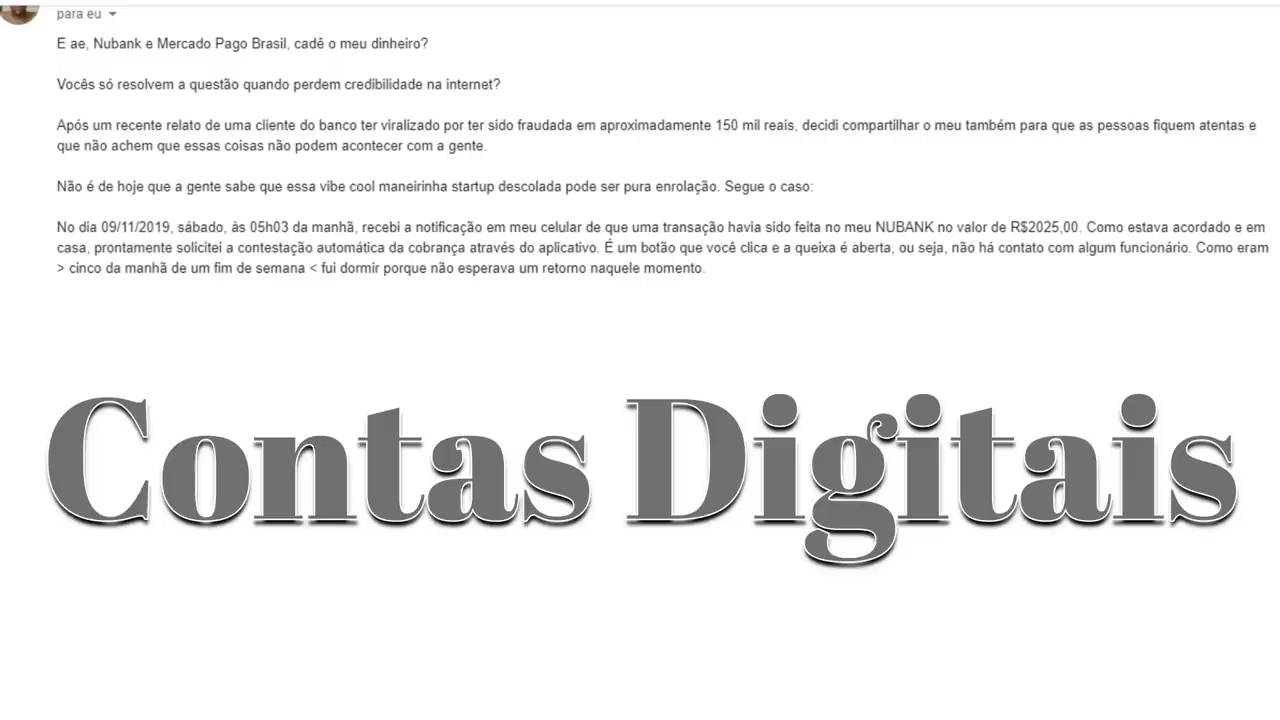 para eu
E ae, Nubank e Mercado Pago Brasil, cadê o meu dinheiro?
Vocês só resolvem a questão quando perdem credibilidade na internet?
Após um recente relato de uma cliente do banco ter viralizado por ter sido fraudada em aproximadamente 150 mil reais, decidi compartilhar o meu também para que as pessoas fiquem atentas e
que não achem que essas coisas não podem acontecer com a gente.
Não é de hoje que a gente sabe que essa vibe cool maneirinha startup descolada pode ser pura enrolação. Segue o caso:
No dia 09/11/2019, sábado, às 05h03 da manhã, recebi a notificação em meu celular de que uma transação havia sido feita no meu NUBANK no valor de R$2025,00. Como estava acordado e em
casa, prontamente solicitei a contestação automática da cobrança através do aplicativo. É um botão que você clica e a queixa é aberta, ou seja, não há contato com algum funcionário. Como eram
> cinco da manhã de um fim de semana < fui dormir porque não esperava um retorno naquele momento.
Contas Digitais